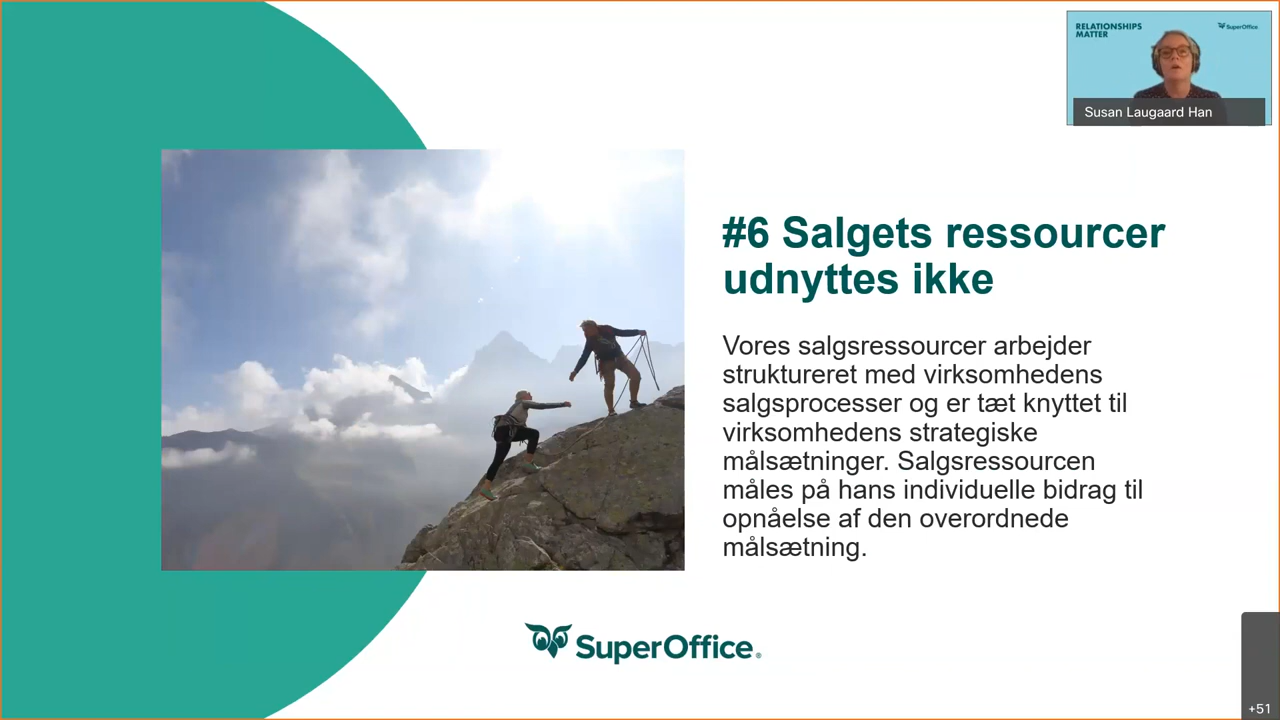 RELATIONSHIPS
MATTER
SuperOffice
Susan Laugaard Han
#6 Salgets ressourcer
udnyttes ikke
Vores salgsressourcer arbejder
struktureret med virksomhedens
salgsprocesser og er tæt knyttet til
virksomhedens strategiske
målsætninger. Salgsressourcen
måles på hans individuelle bidrag til
opnåelse af den overordnede
målsætning.
SuperOffice®
+51